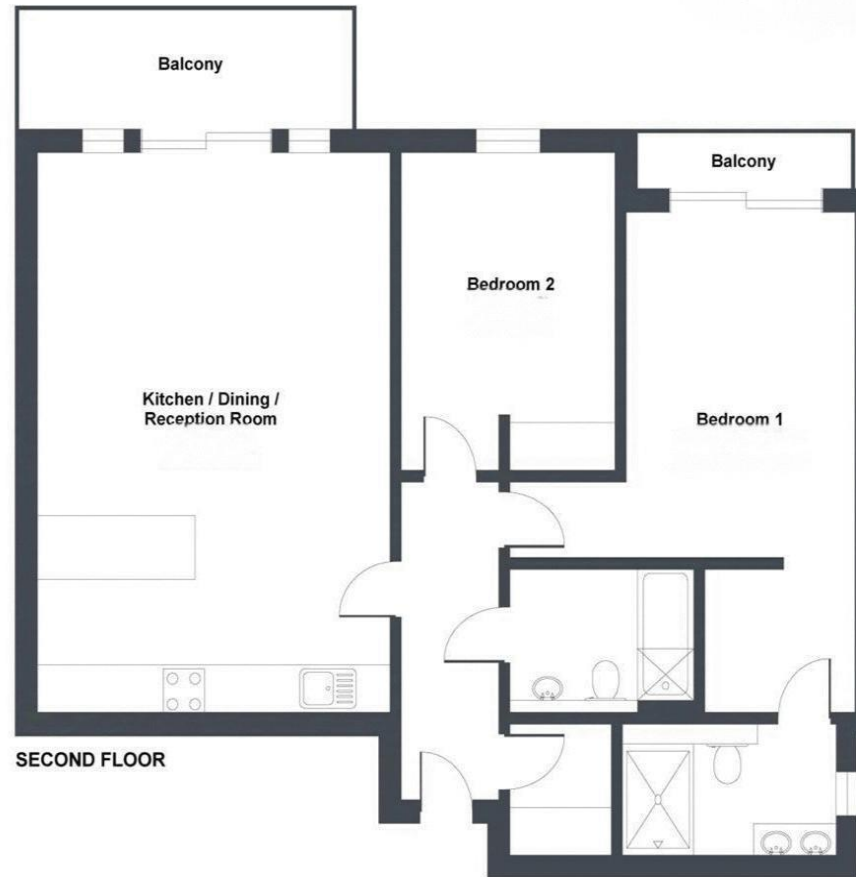 Balcony
Balcony
Bedroom 2
Kitchen / Dining /
Reception Room
Bedroom 1
SECOND FLOOR